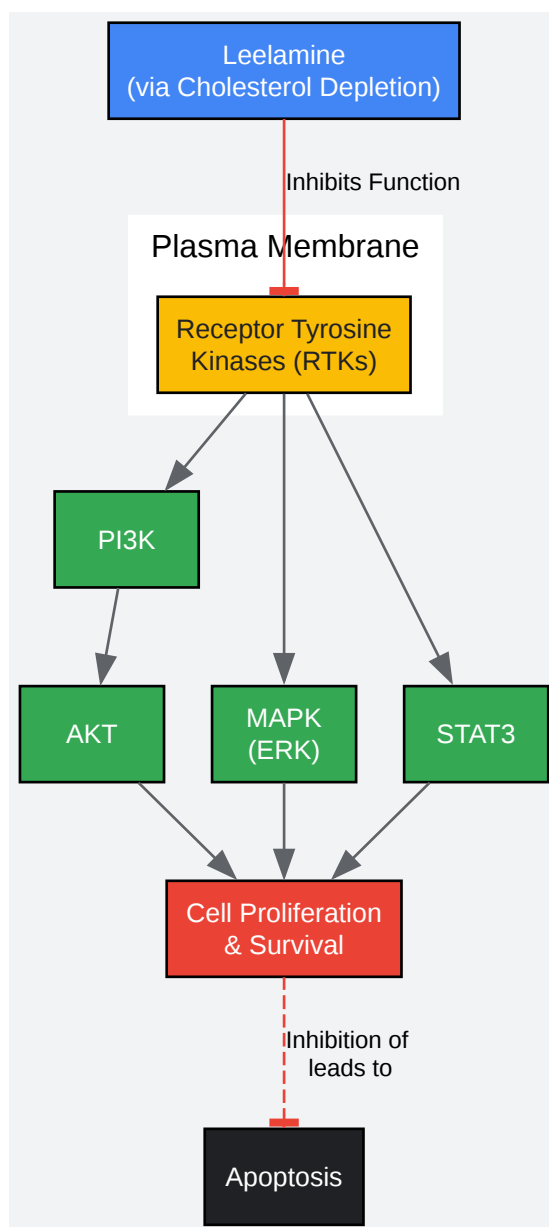 Leelamine
(via Cholesterol Depletion)
Inhibits Function
Plasma Membrane
Receptor Tyrosine
Kinases (RTKs)
PI3K
AKT
MAPK
(ERK)
STAT3
Cell Proliferation
& Survival
Inhibition of
leads to
Apoptosis